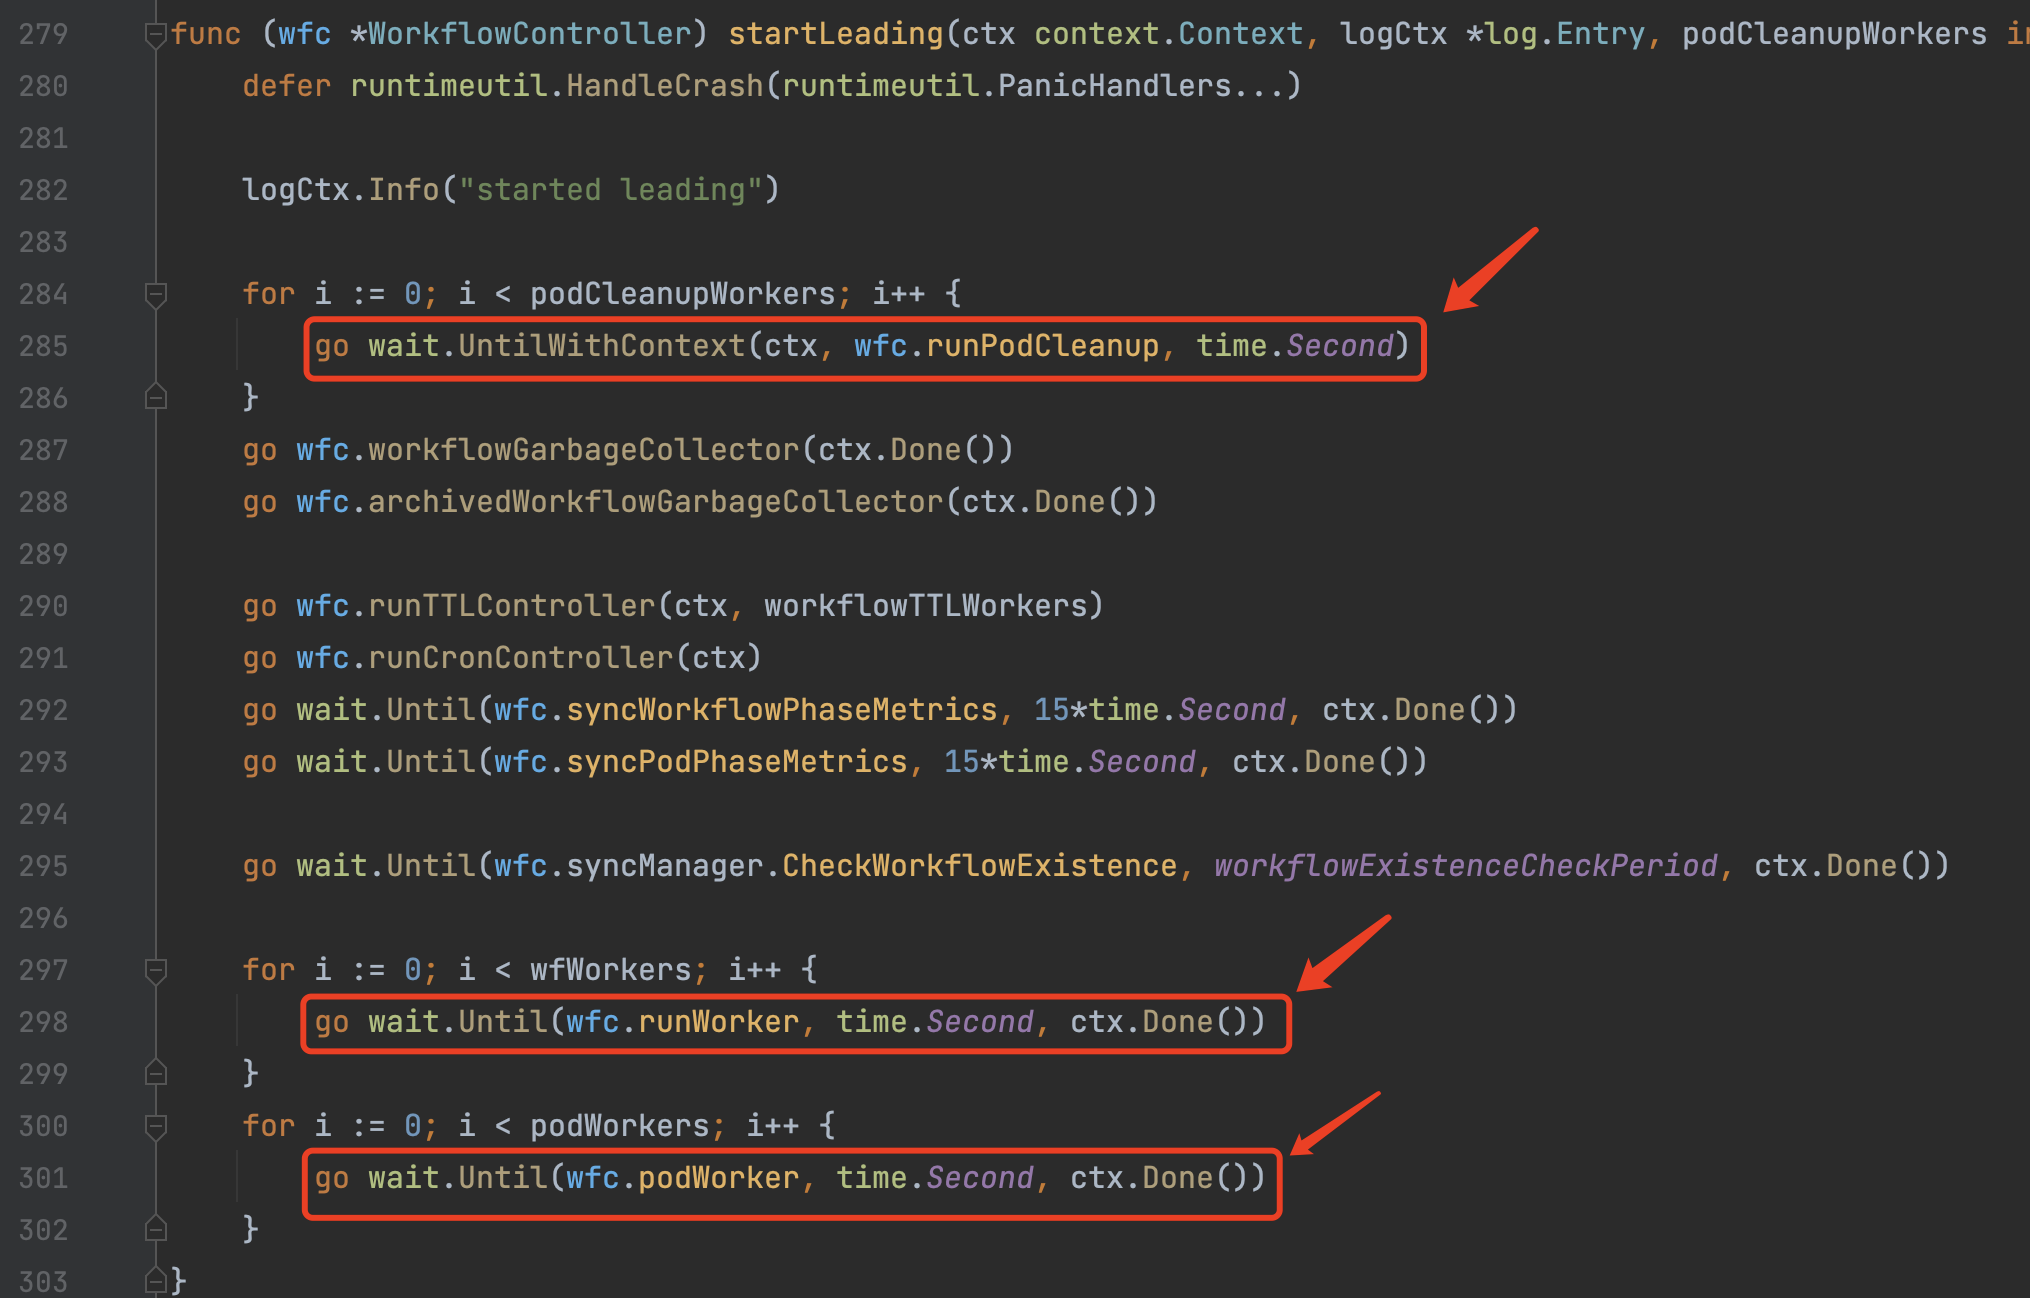 279 func (wfc *WorkflowController) startLeading(ctx context.Context, logCtx *log.Entry, podCleanupWorkers in
280 defer runtimeutil.HandleCrash(runtimeutil.PanicHandlers...)
281
282 logCtx.Info("started leading")
283
284 for i := 0; i < podCleanupWorkers; i++ {
285 go wait.UntilWithContext(ctx, wfc.runPodCleanup, time.Second)
286 }
287 go wfc.workflowGarbageCollector(ctx.Done())
288 go wfc.archivedWorkflowGarbageCollector(ctx.Done())
289
290 go wfc.runTTLController(ctx, workflowTTLWorkers)
291 go wfc.runCronController(ctx)
292 go wait.Until(wfc.syncWorkflowPhaseMetrics, 15*time.Second, ctx.Done())
293 go wait.Until(wfc.syncPodPhaseMetrics, 15*time.Second, ctx.Done())
294
295 go wait.Until(wfc.syncManager.CheckWorkflowExistence, workflowExistenceCheckPeriod, ctx.Done())
296
297 for i := 0; i < wfWorkers; i++ {
298 go wait.Until(wfc.runWorker, time.Second, ctx.Done())
299 }
300 for i := 0; i < podWorkers; i++ {
301 go wait.Until(wfc.podWorker, time.Second, ctx.Done())
302 }
303 }